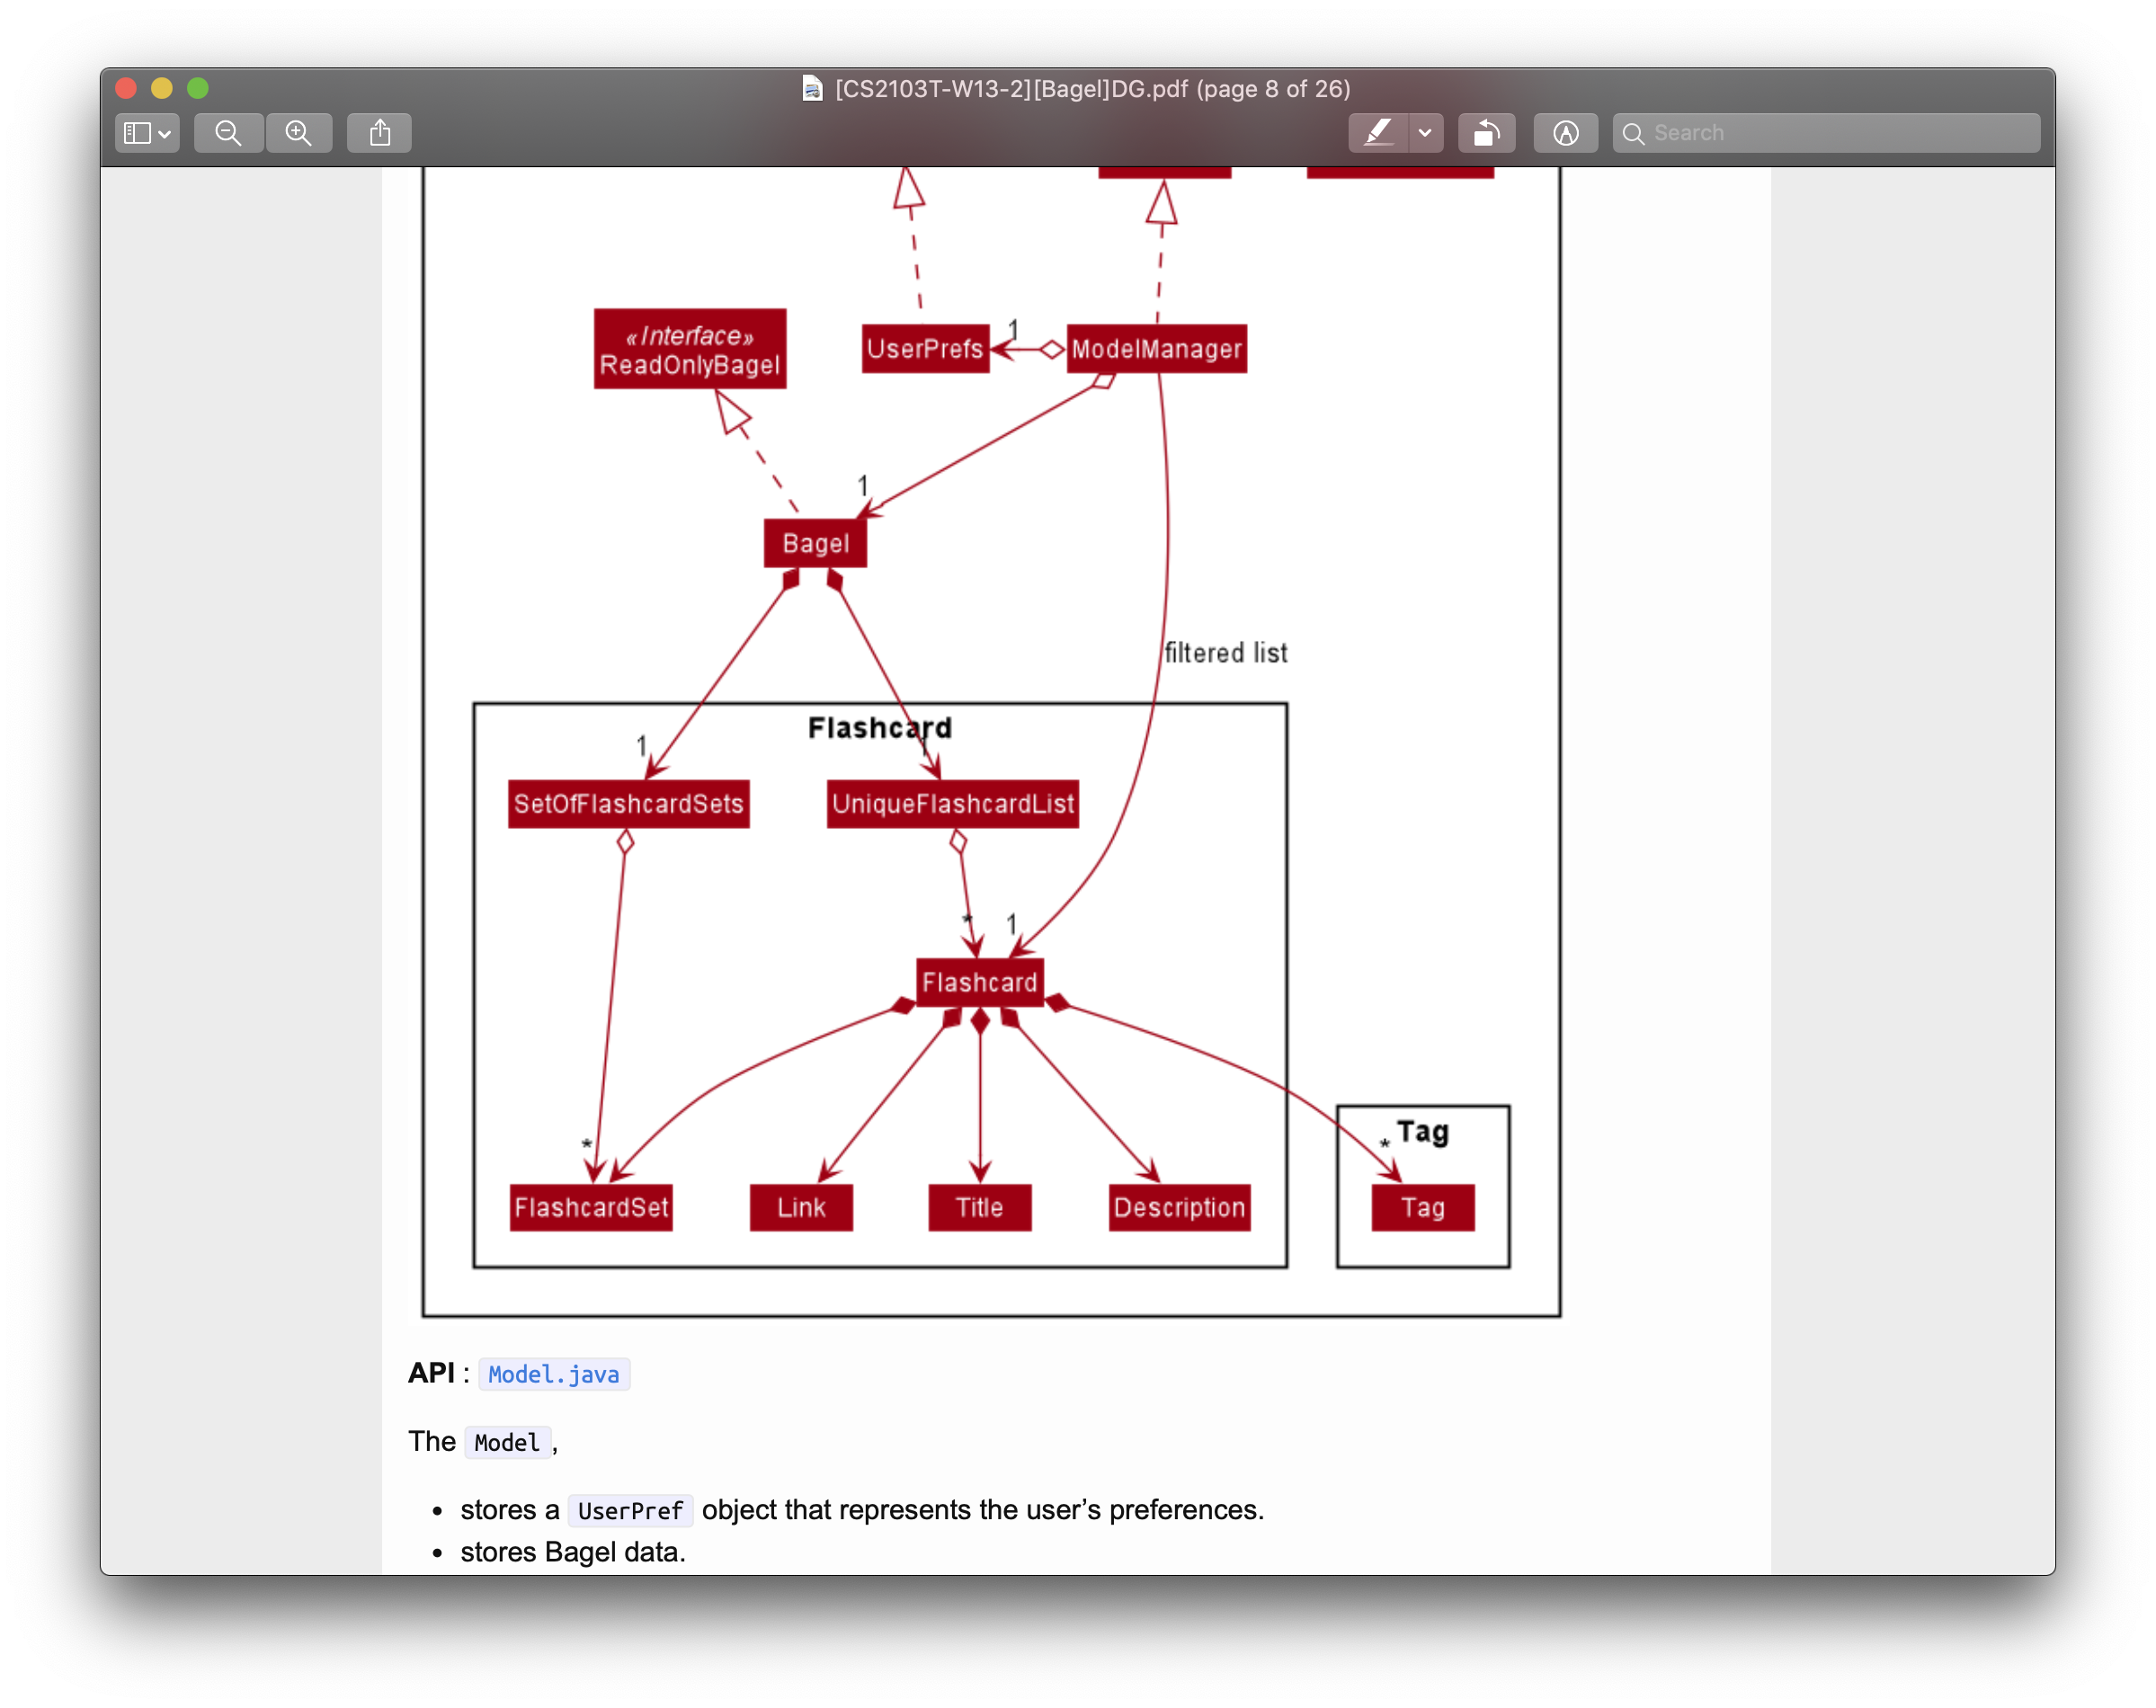 [CS2103T-W13-2][Bagel]DG.pdf (page 8 of 26)
Search
«Interface»
ReadOnlyBagel
UserPrefs
1
ModelManager
1
Bagel
filtered list
Flashcard
1
1
SetOfFlashcardSets
UniqueFlashcardList
*
1
Flashcard
*
* Tag
FlashcardSet
Link
Title
Description
Tag
API : Model.java
The Model ,
• stores a UserPref object that represents the user’s preferences.
• stores Bagel data.